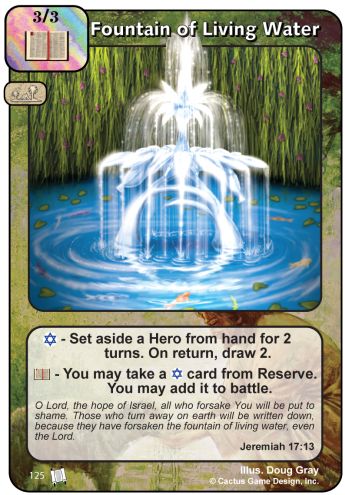 3/3
Fountain of Living Water
- Set aside a Hero from hand for 2
turns. On return, draw 2.
- You may take a ✡ card from Reserve.
You may add it to battle.
O Lord, the hope of Israel, all who forsake You will be put to
shame. Those who turn away on earth will be written down,
because they have forsaken the fountain of living water, even
the Lord.
Jeremiah 17:13
125
Illus. Doug Gray
© Cactus Game Design, Inc.